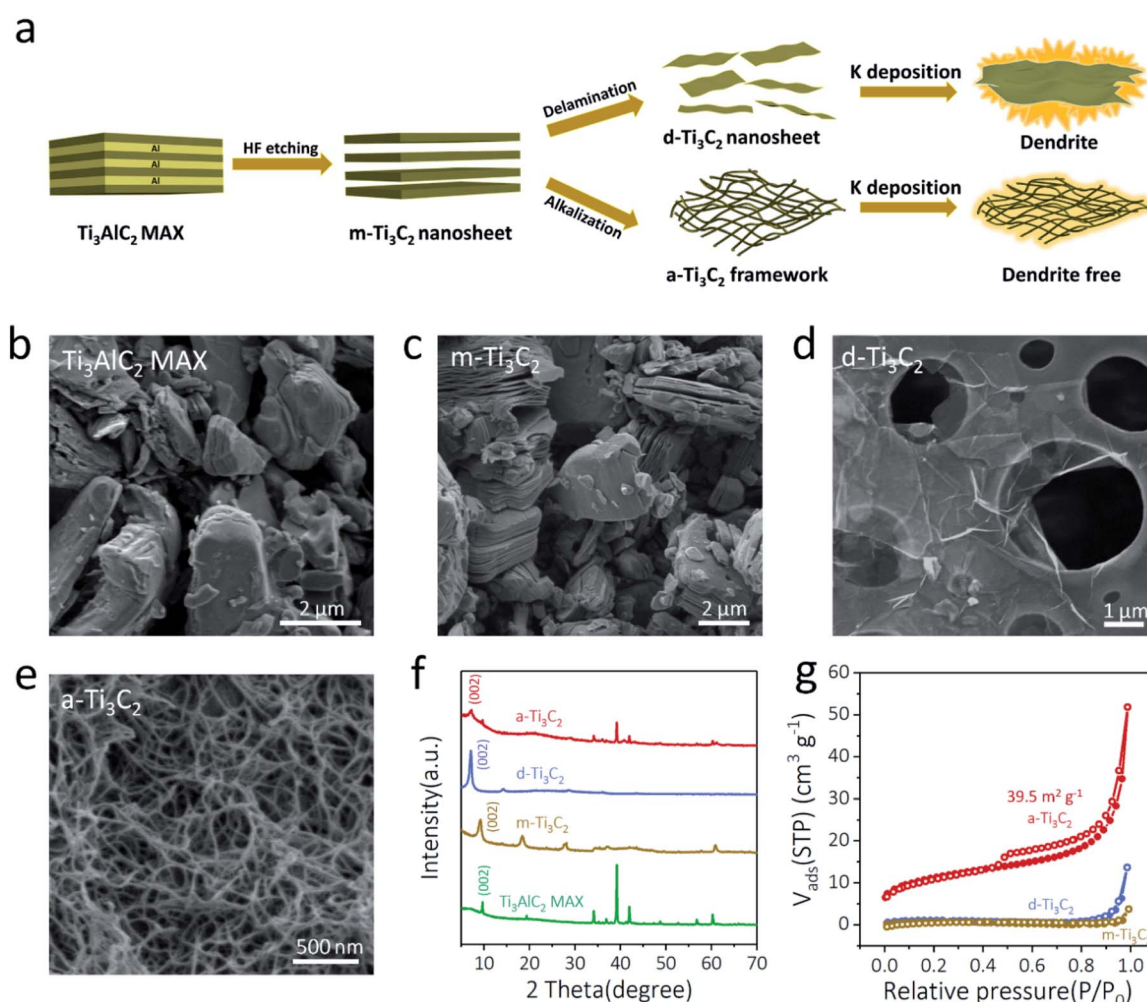 a
Al
Al
Al
Ti₃AlC₂ MAX
HF etching
m-Ti₃C₂ nanosheet
Delamination
Alkalization
d-Ti₃C₂ nanosheet
a-Ti₃C₂ framework
K deposition
K deposition
Dendrite
Dendrite free
b
Ti₃AlC₂ MAX
2 μm
c
m-Ti₃C₂
2 μm
d
d-Ti₃C₂
1 μm
e
a-Ti₃C₂
500 nm
f
Intensity(a.u.)
(002)
a-Ti₃C₂
(002)
d-Ti₃C₂
(002)
m-Ti₃C₂
(002)
Ti₃AlC₂ MAX
10 20 30 40 50 60 70
2 Theta(degree)
g
V_ads(STP) (cm³ g⁻¹)
60
50
40
30
20
10
0
39.5 m² g⁻¹
a-Ti₃C₂
d-Ti₃C₂
m-Ti₃C
0.0 0.2 0.4 0.6 0.8 1.0
Relative pressure(P/P₀)